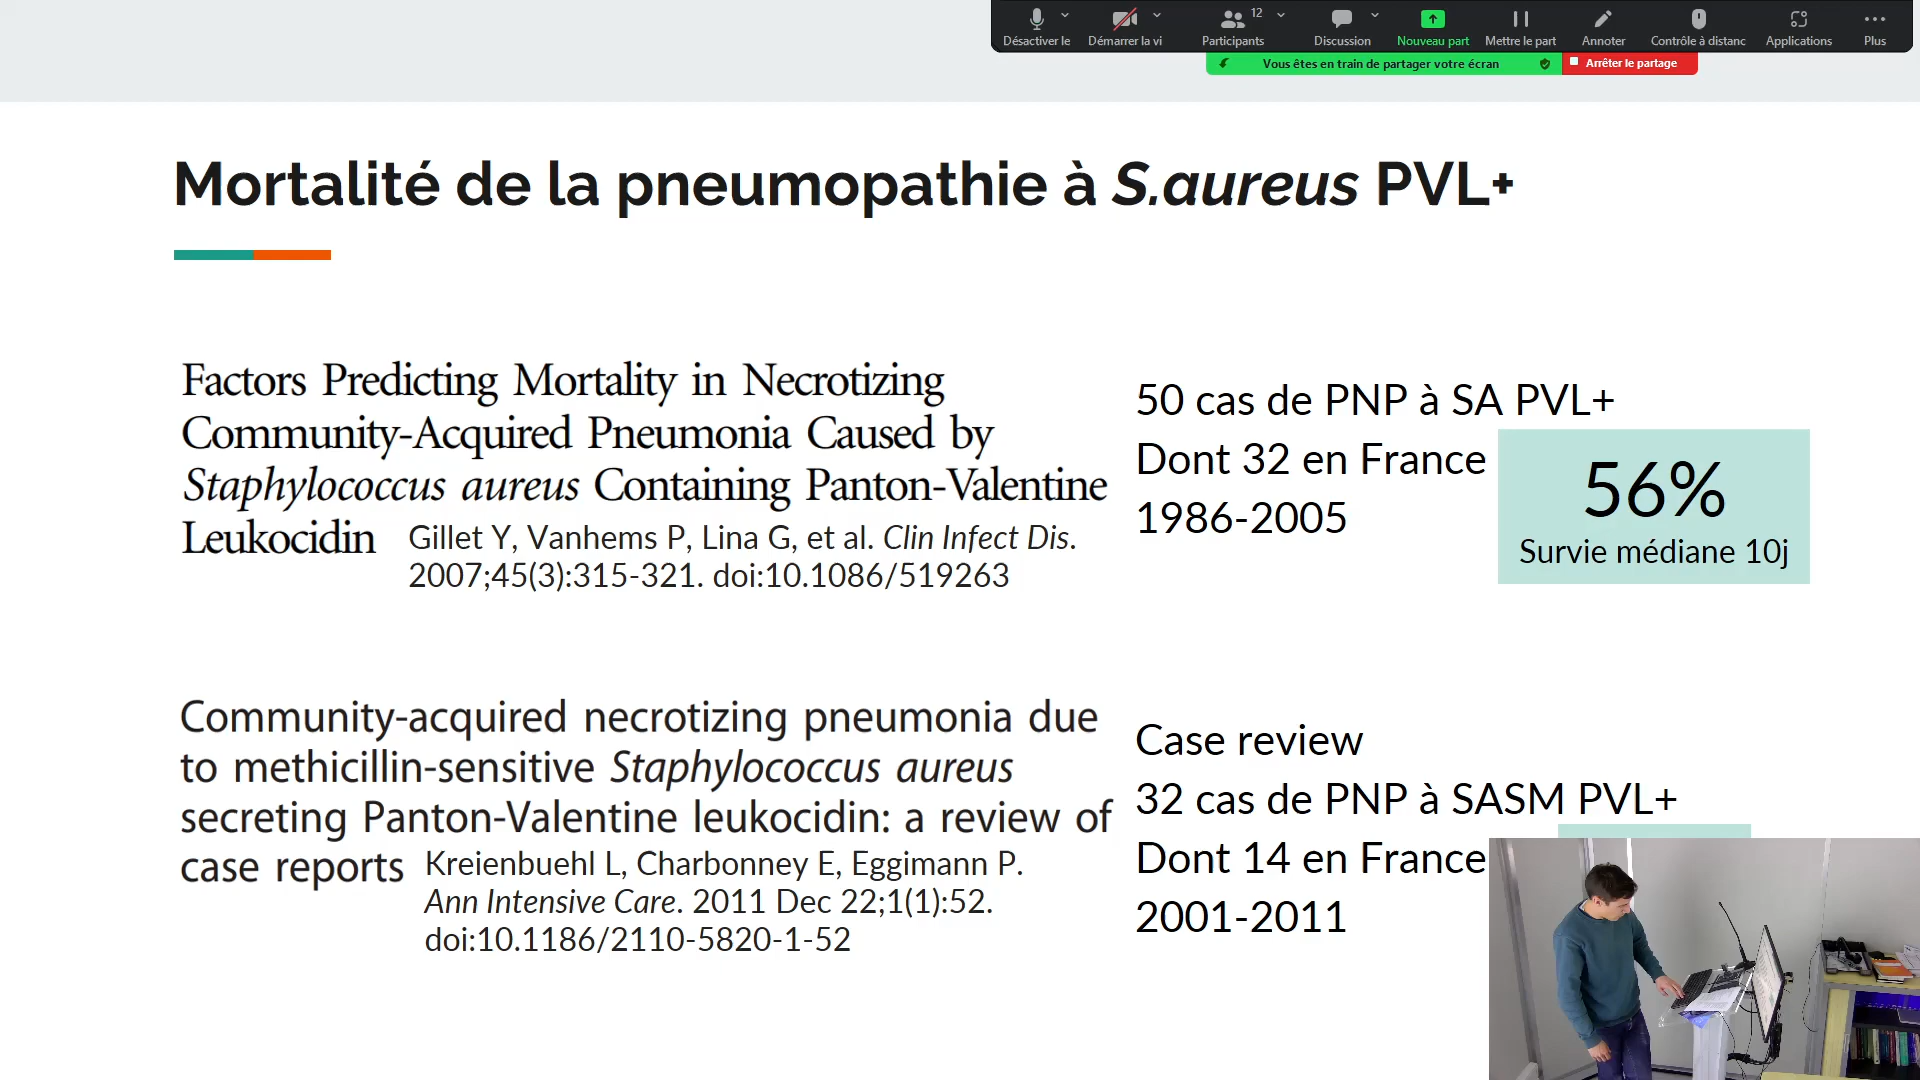 Désactiver le
Démarrer la vi
12
Participants
Discussion
Nouveau part
Mettre le part
Annoter
Contrôle à distanc
Applications
Plus
Vous êtes en train de partager votre écran
Arrêter le partage
Mortalité de la pneumopathie à S.aureus PVL+
Factors Predicting Mortality in Necrotizing
Community-Acquired Pneumonia Caused by
Staphylococcus aureus Containing Panton-Valentine
Leukocidin
Gillet Y, Vanhems P, Lina G, et al. Clin Infect Dis.
2007;45(3):315-321. doi:10.1086/519263
50 cas de PNP à SA PVL+
Dont 32 en France
1986-2005
56%
Survie médiane 10j
Community-acquired necrotizing pneumonia due
to methicillin-sensitive Staphylococcus aureus
secreting Panton-Valentine leukocidin: a review of
case reports
Kreienbuehl L, Charbonney E, Eggimann P.
Ann Intensive Care. 2011 Dec 22;1(1):52.
doi:10.1186/2110-5820-1-52
Case review
32 cas de PNP à SASM PVL+
Dont 14 en France
2001-2011